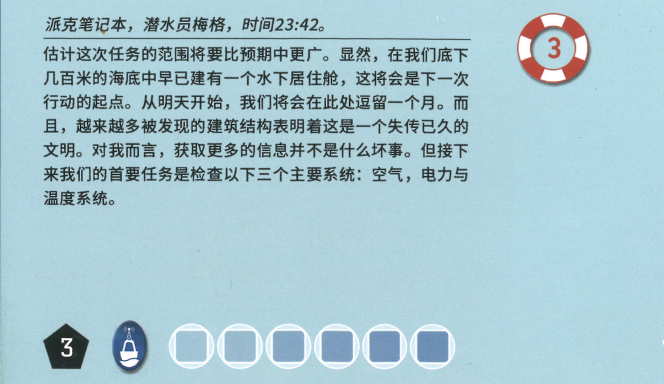 派克笔记本，潜水员梅格，时间23:42。
3
估计这次任务的范围将要比预期中更广。显然，在我们底下
几百米的海底中早已建有一个水下居住舱，这将会是下一次
行动的起点。从明天开始，我们将会在此处逗留一个月。而
且，越来越多被发现的建筑结构表明着这是一个失传已久的
文明。对我而言，获取更多的信息并不是什么坏事。但接下
来我们的首要任务是检查以下三个主要系统：空气，电力与
温度系统。
3